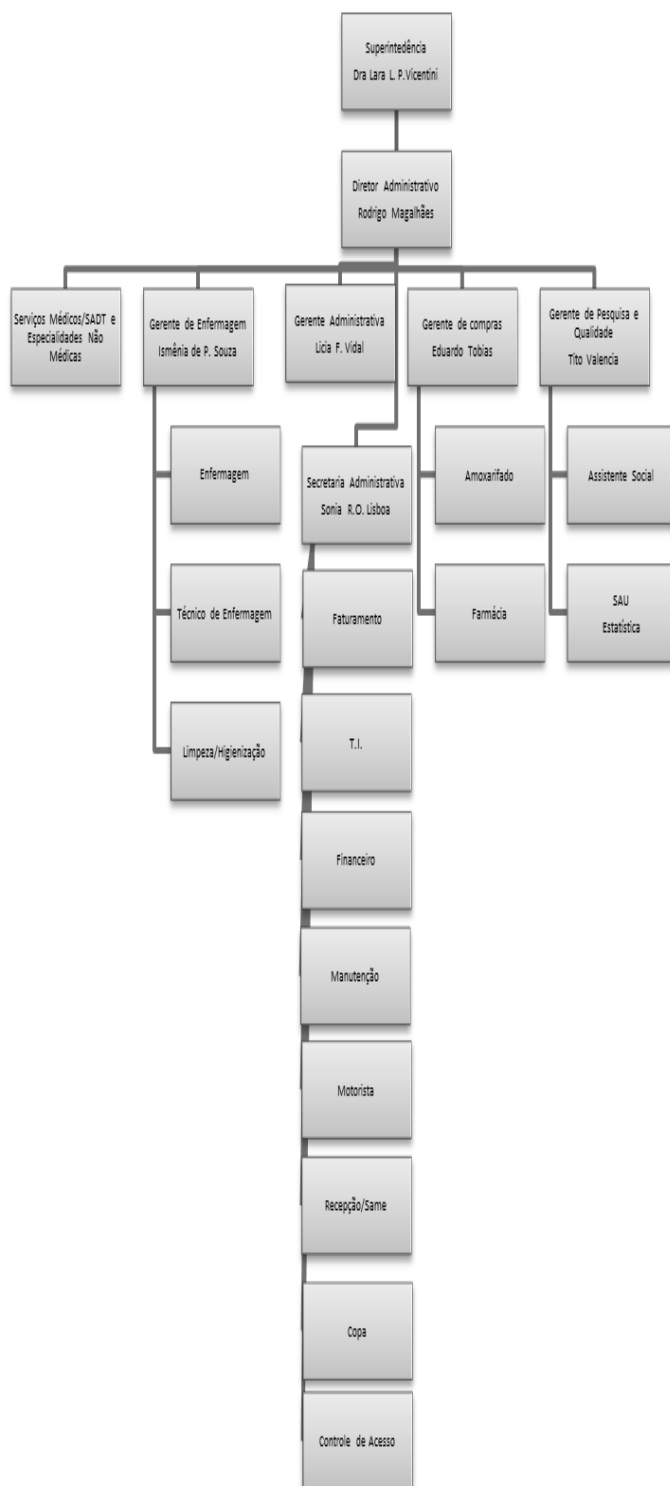 Superintedência
Dra Lara L. P.Vicentini
Diretor Administrativo
Rodrigo Magalhães
Serviços Médicos/SADT e
Especialidades Não
Médicas
Gerente de Enfermagem
Ismênia de P. Souza
Gerente Administrativa
Licia F. Vidal
Gerente de compras
Eduardo Tobias
Gerente de Pesquisa e
Qualidade
Tito Valencia
Enfermagem
Técnico de Enfermagem
Limpeza/Higienização
Secretaria Administrativa
Sonia R.O. Lisboa
Faturamento
T.I.
Financeiro
Manutenção
Motorista
Recepção/Same
Copa
Controle de Acesso
Amoxarifado
Farmácia
Assistente Social
SAU
Estatística